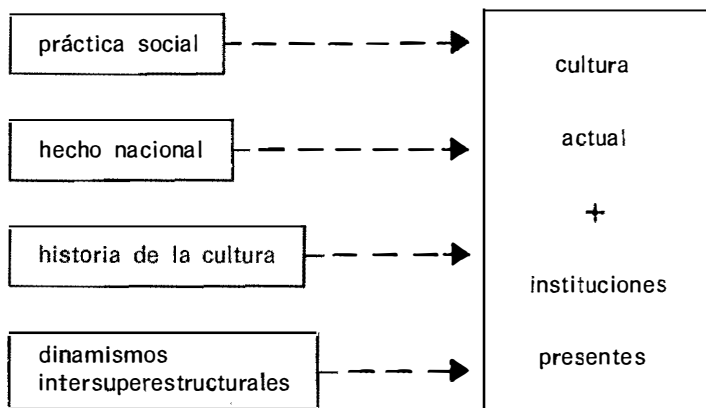 práctica social
hecho nacional
historia de la cultura
dinamismos
intersuperestructurales
cultura
actual
+
instituciones
presentes